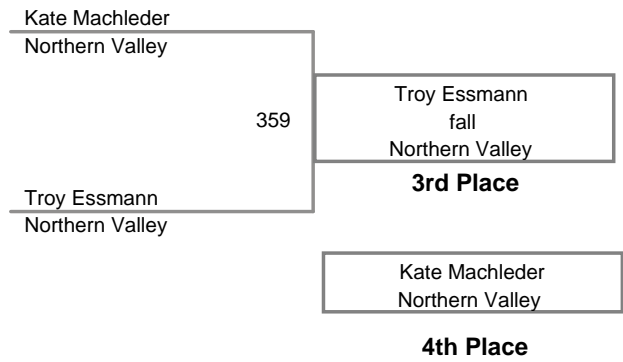 Kate Machleder
Northern Valley
359
Troy Essmann
fall
Northern Valley
3rd Place
Troy Essmann
Northern Valley
Kate Machleder
Northern Valley
4th Place